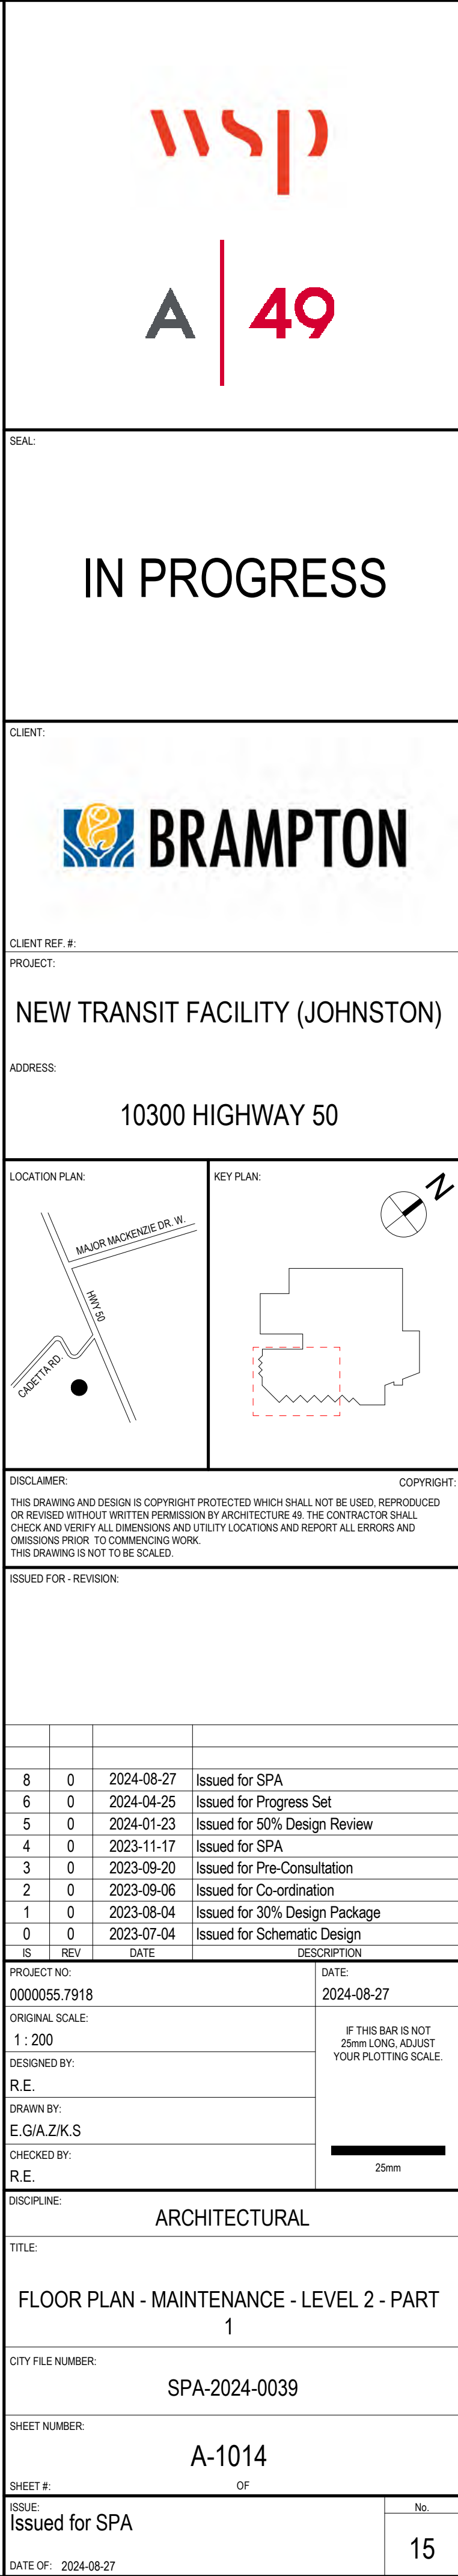 wsp
A 49
SEAL:
IN PROGRESS
CLIENT:
BRAMPTON
CLIENT REF. #:
PROJECT:
NEW TRANSIT FACILITY (JOHNSTON)
ADDRESS:
10300 HIGHWAY 50
LOCATION PLAN:
MAJOR MACKENZIE DR. W.
HWY 50
CADETTA RD.
KEY PLAN:
N
DISCLAIMER:
COPYRIGHT:
THIS DRAWING AND DESIGN IS COPYRIGHT PROTECTED WHICH SHALL NOT BE USED, REPRODUCED
OR REVISED WITHOUT WRITTEN PERMISSION BY ARCHITECTURE 49. THE CONTRACTOR SHALL
CHECK AND VERIFY ALL DIMENSIONS AND UTILITY LOCATIONS AND REPORT ALL ERRORS AND
OMISSIONS PRIOR TO COMMENCING WORK.
THIS DRAWING IS NOT TO BE SCALED.
ISSUED FOR - REVISION:
8 0 2024-08-27 Issued for SPA
6 0 2024-04-25 Issued for Progress Set
5 0 2024-01-23 Issued for 50% Design Review
4 0 2023-11-17 Issued for SPA
3 0 2023-09-20 Issued for Pre-Consultation
2 0 2023-09-06 Issued for Co-ordination
1 0 2023-08-04 Issued for 30% Design Package
0 0 2023-07-04 Issued for Schematic Design
IS REV DATE DESCRIPTION
PROJECT NO:
0000055.7918
DATE:
2024-08-27
ORIGINAL SCALE:
1 : 200
IF THIS BAR IS NOT
25mm LONG, ADJUST
YOUR PLOTTING SCALE.
25mm
DESIGNED BY:
R.E.
DRAWN BY:
E.G/A.Z/K.S
CHECKED BY:
R.E.
DISCIPLINE:
ARCHITECTURAL
TITLE:
FLOOR PLAN - MAINTENANCE - LEVEL 2 - PART
1
CITY FILE NUMBER:
SPA-2024-0039
SHEET NUMBER:
A-1014
SHEET #: OF
ISSUE:
Issued for SPA
DATE OF: 2024-08-27
No.
15